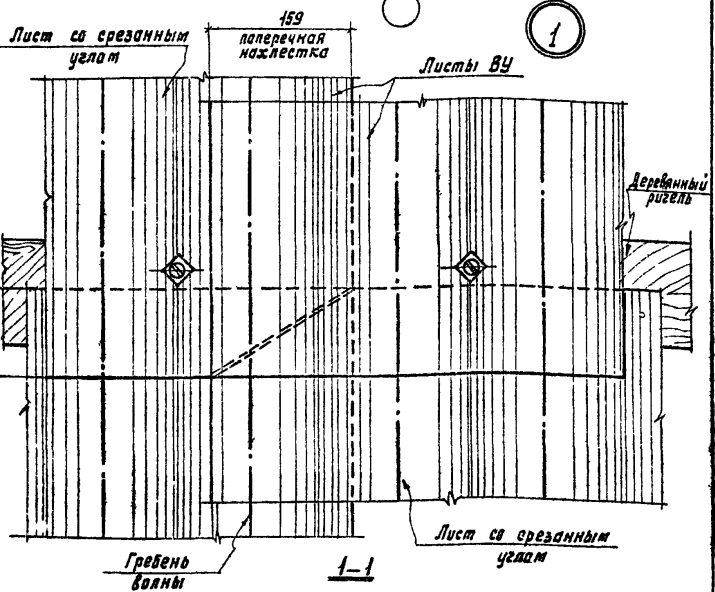 159
поперечная
нахлестка
1
Лист со срезанным
углом
Листы ВУ
Деревянный
ригель
Лист со срезанным
углом
Гребень
волны
1-1